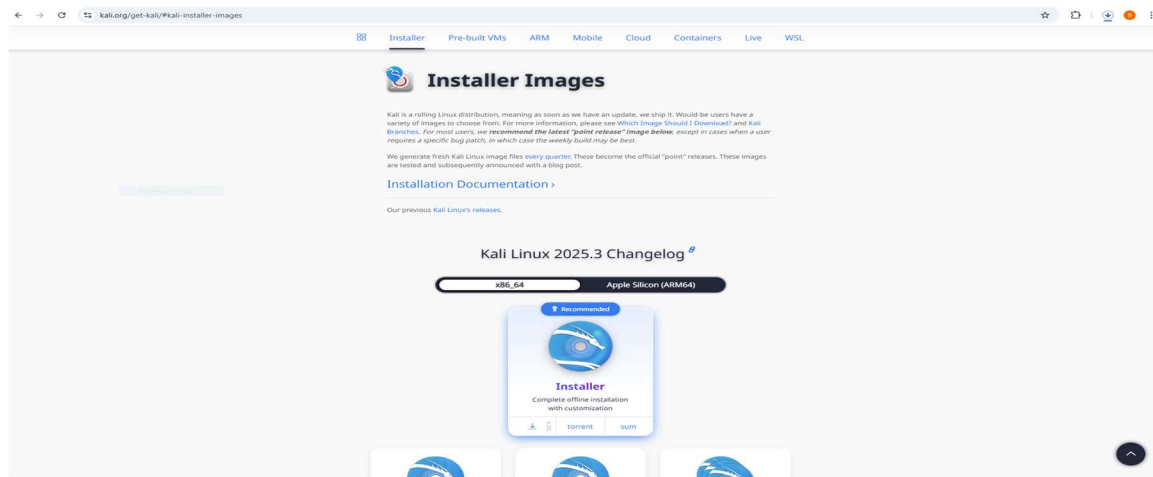 kali.org/get-kali/#kali-installer-images
Installer Pre-built VMs ARM Mobile Cloud Containers Live WSL
Installer Images
Kali is a rolling Linux distribution, meaning as soon as we have an update, we ship it. Would-be users have a
variety of images to choose from. For more information, please see Which Image Should I Download? and Kali
Branches. For most users, we recommend the latest "point release" image below, except in cases when a user
requires a specific bug patch, in which case the weekly build may be best.
We generate fresh Kali Linux image files every quarter. These become the official "point" releases. These images
are tested and subsequently announced with a blog post.
Installation Documentation ›
Our previous Kali Linux's releases.
Kali Linux 2025.3 Changelog
x86_64 Apple Silicon (ARM64)
Recommended
Installer
Complete offline installation
with customization
torrent sum